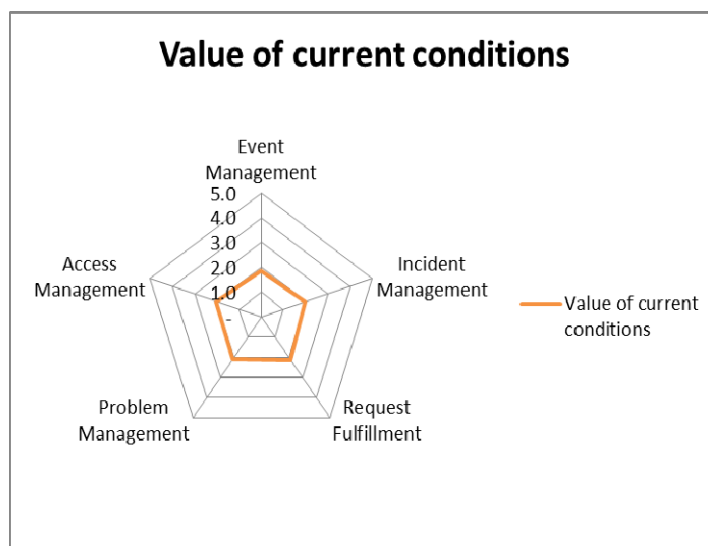 Value of current conditions
Event
Management
5.0
4.0
3.0
2.0
1.0
-
Access
Management
Incident
Management
Value of current
conditions
Problem
Management
Request
Fulfillment